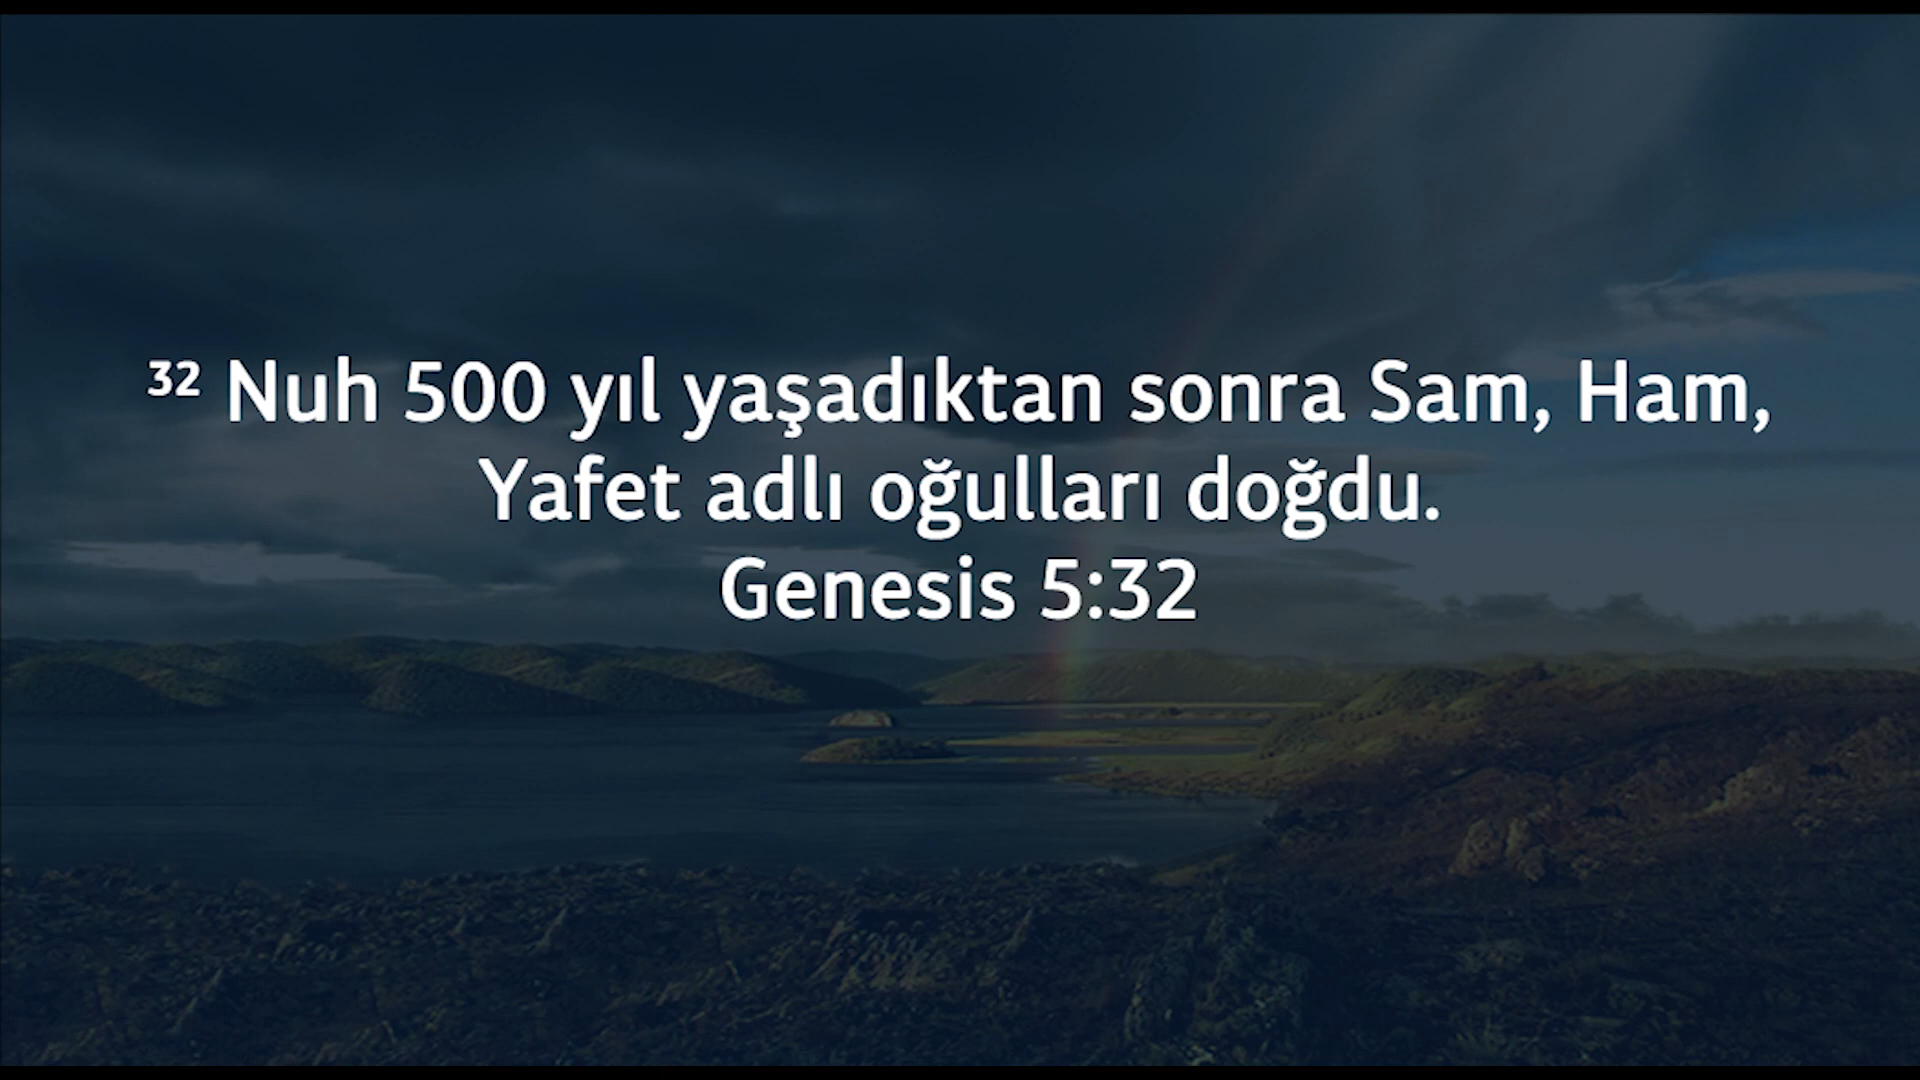 ³² Nuh 500 yıl yaşadıktan sonra Sam, Ham,
Yafet adlı oğulları doğdu.
Genesis 5:32